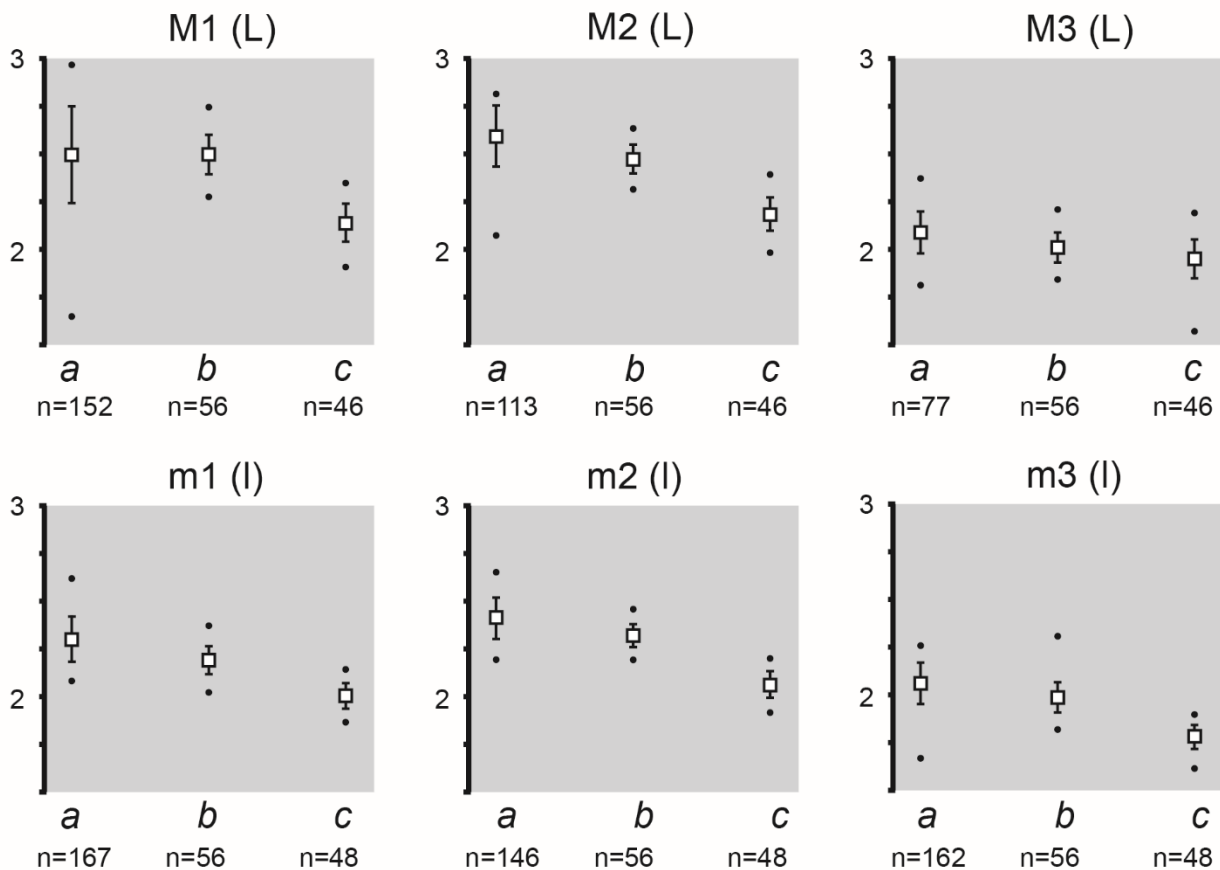 M1 (L) M2 (L) M3 (L)
3 3 3
2 2 2
a b c a b c a b c
n=152 n=56 n=46 n=113 n=56 n=46 n=77 n=56 n=46
m1 (l) m2 (l) m3 (l)
3 3 3
2 2 2
a b c a b c a b c
n=167 n=56 n=48 n=146 n=56 n=48 n=162 n=56 n=48